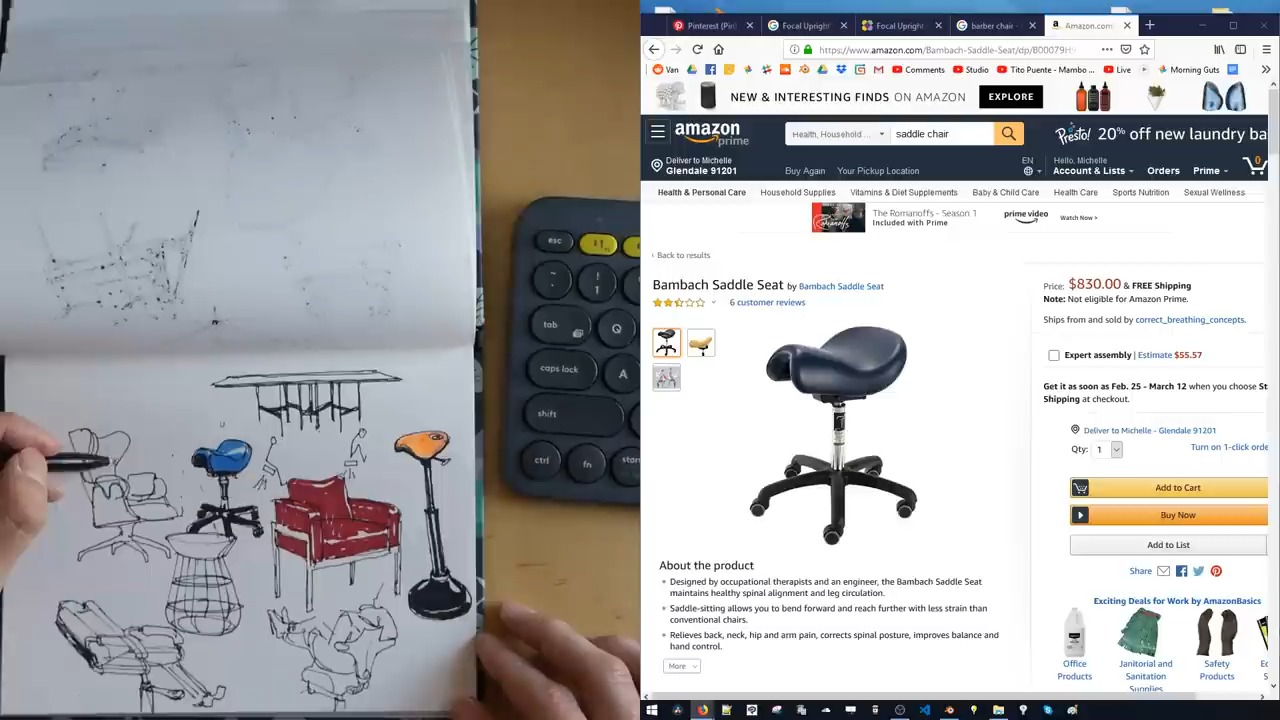 esc
F1
~
`
!
1
tab
Q
caps lock
A
shift
ctrl
fn
start
Pinterest (Pin
Focal Upright
Focal Upright
barber chair -
Amazon.com
https://www.amazon.com/Bambach-Saddle-Seat/dp/B00079H
Van
Comments
Studio
Tito Puente - Mambo ...
Live
Morning Guts
NEW & INTERESTING FINDS ON AMAZON
EXPLORE
amazon
prime
Health, Household ...
saddle chair
Presto! 20% off new laundry ba
Deliver to Michelle
Glendale 91201
Buy Again
Your Pickup Location
EN
Hello, Michelle
Account & Lists
Orders
Prime
0
Health & Personal Care
Household Supplies
Vitamins & Diet Supplements
Baby & Child Care
Health Care
Sports Nutrition
Sexual Wellness
The Romanoffs - Season 1
Included with Prime
prime video
Watch Now >
‹ Back to results
Bambach Saddle Seat by Bambach Saddle Seat
6 customer reviews
Price: $830.00 & FREE Shipping
Note: Not eligible for Amazon Prime.
Ships from and sold by correct_breathing_concepts.
Expert assembly | Estimate $55.57
Get it as soon as Feb. 25 - March 12 when you choose St
Shipping at checkout.
Deliver to Michelle - Glendale 91201
Qty: 1
Turn on 1-click orde
Add to Cart
Buy Now
Add to List
Share
About the product
Designed by occupational therapists and an engineer, the Bambach Saddle Seat
maintains healthy spinal alignment and leg circulation.
Saddle-sitting allows you to bend forward and reach further with less strain than
conventional chairs.
Relieves back, neck, hip and arm pain, corrects spinal posture, improves balance and
hand control.
More
Exciting Deals for Work by AmazonBasics
Office
Products
Janitorial and
Sanitation
Supplies
Safety
Products